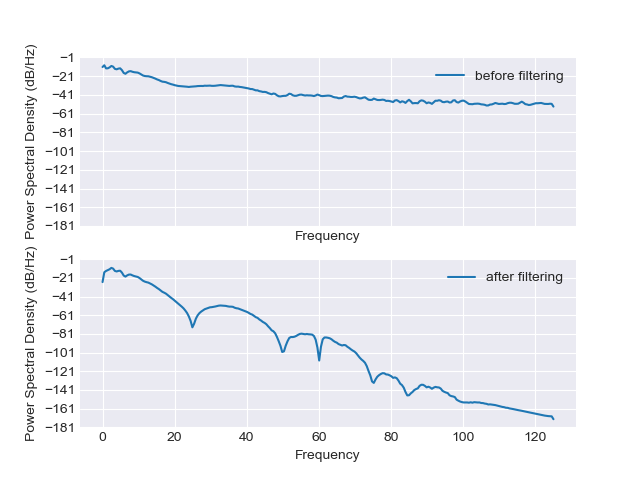 Power Spectral Density (dB/Hz)
−1
−21
−41
−61
−81
−101
−121
−141
−161
−181
before filtering
Frequency
Power Spectral Density (dB/Hz)
−1
−21
−41
−61
−81
−101
−121
−141
−161
−181
after filtering
0 20 40 60 80 100 120
Frequency